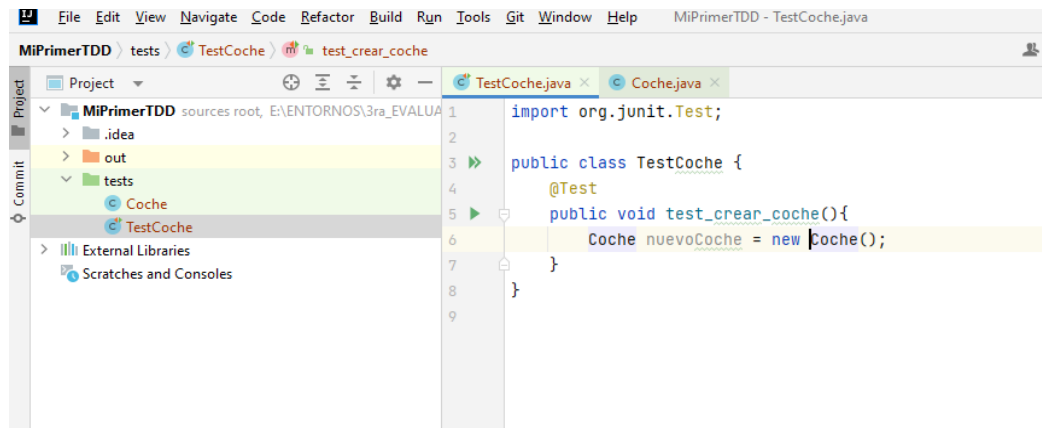 IJ File Edit View Navigate Code Refactor Build Run Tools Git Window Help MiPrimerTDD - TestCoche.java
MiPrimerTDD tests TestCoche test_crear_coche
Project
Commit
Project
MiPrimerTDD sources root, E:\ENTORNOS\3ra_EVALUA
.idea
out
tests
Coche
TestCoche
External Libraries
Scratches and Consoles
TestCoche.java Coche.java
1 import org.junit.Test;
2
3 public class TestCoche {
4 @Test
5 public void test_crear_coche(){
6 Coche nuevoCoche = new Coche();
7 }
8 }
9